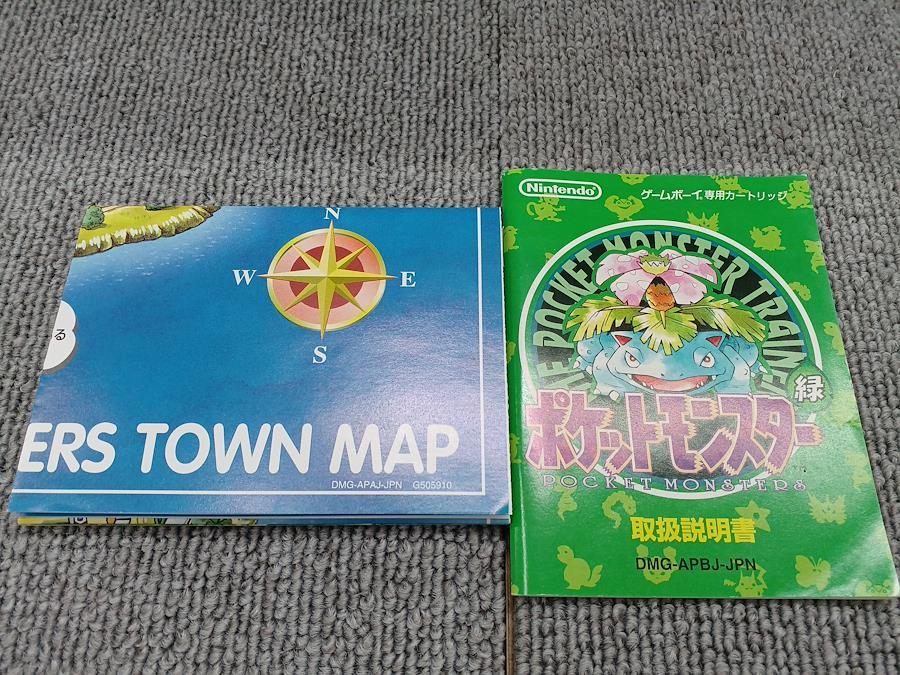 N
W E
S
る
ERS TOWN MAP
DMG-APAJ-JPN G505910
Nintendo
ゲームボーイ専用カートリッジ
POCKET MONSTER TRAINER
緑
ポケットモンスター
POCKET MONSTERS
取扱説明書
DMG-APBJ-JPN